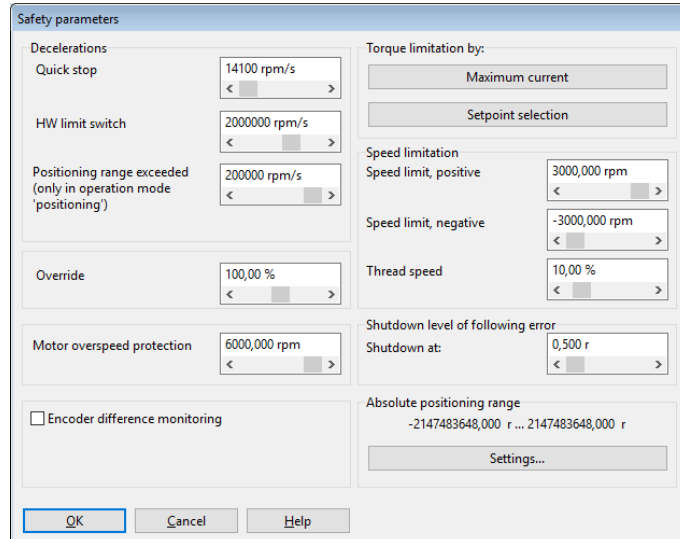 Safety parameters
Decelerations
Quick stop
14100 rpm/s
HW limit switch
2000000 rpm/s
Positioning range exceeded
(only in operation mode
'positioning')
200000 rpm/s
Override
100,00 %
Motor overspeed protection
6000,000 rpm
Encoder difference monitoring
Torque limitation by:
Maximum current
Setpoint selection
Speed limitation
Speed limit, positive
3000,000 rpm
Speed limit, negative
-3000,000 rpm
Thread speed
10,00 %
Shutdown level of following error
Shutdown at:
0,500 r
Absolute positioning range
-2147483648,000 r ... 2147483648,000 r
Settings...
OK
Cancel
Help